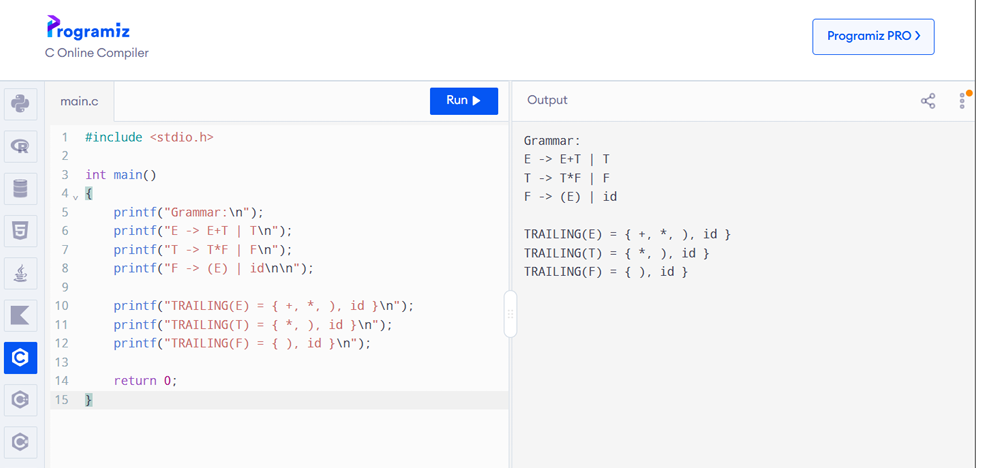 Programiz
C Online Compiler
Programiz PRO >
main.c
Run
Output
1 #include <stdio.h>
2
3 int main()
4 {
5 printf("Grammar:\n");
6 printf("E -> E+T | T\n");
7 printf("T -> T*F | F\n");
8 printf("F -> (E) | id\n\n");
9
10 printf("TRAILING(E) = { +, *, ), id }\n");
11 printf("TRAILING(T) = { *, ), id }\n");
12 printf("TRAILING(F) = { ), id }\n");
13
14 return 0;
15 }
Grammar:
E -> E+T | T
T -> T*F | F
F -> (E) | id
TRAILING(E) = { +, *, ), id }
TRAILING(T) = { *, ), id }
TRAILING(F) = { ), id }